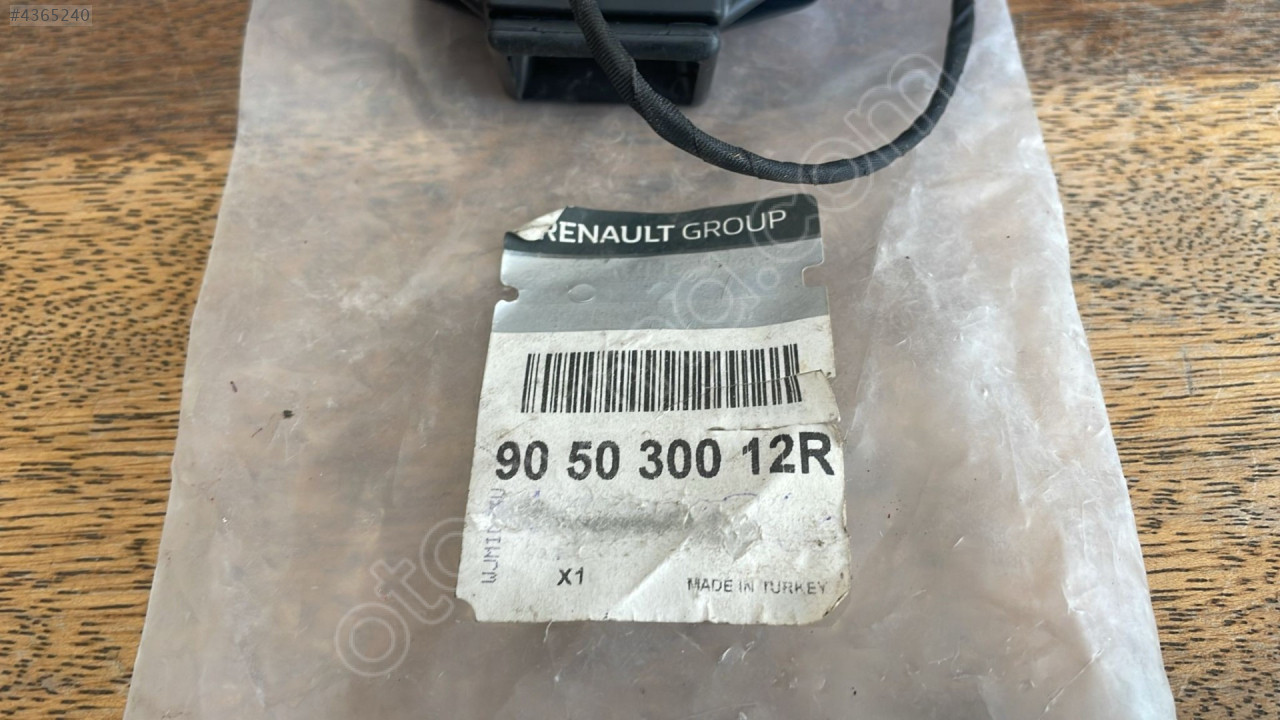 #4365240
RENAULT GROUP
90 50 300 12R
X1
MADE IN TURKEY